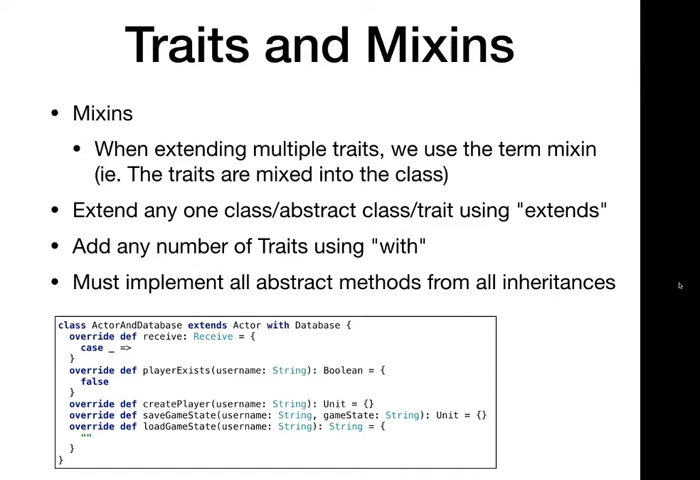 Traits and Mixins
• Mixins
• When extending multiple traits, we use the term mixin
(ie. The traits are mixed into the class)
• Extend any one class/abstract class/trait using "extends"
• Add any number of Traits using "with"
• Must implement all abstract methods from all inheritances
class ActorAndDatabase extends Actor with Database {
  override def receive: Receive = {
    case _ =>
  }
  override def playerExists(username: String): Boolean = {
    false
  }
  override def createPlayer(username: String): Unit = {}
  override def saveGameState(username: String, gameState: String): Unit = {}
  override def loadGameState(username: String): String = {
    ""
  }
}